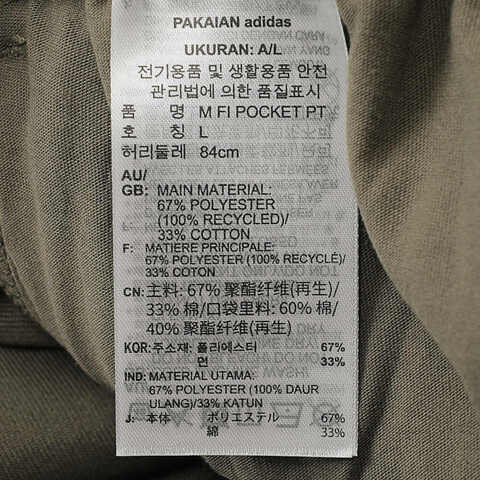 PAKAIAN adidas
UKURAN: A/L
전기용품 및 생활용품 안전
관리법에 의한 품질표시
품 명 M FI POCKET PT
호 칭 L
허리둘레 84cm
AU/
GB: MAIN MATERIAL:
67% POLYESTER
(100% RECYCLED)/
33% COTTON
F: MATIERE PRINCIPALE:
67% POLYESTER (100% RECYCLÉ)/
33% COTON
CN: 主料: 67% 聚酯纤维(再生)/
33% 棉/口袋里料: 60% 棉/
40% 聚酯纤维(再生)
KOR: 주소재: 폴리에스터 67%
면 33%
IND: MATERIAL UTAMA:
67% POLYESTER (100% DAUR
ULANG)/33% KATUN
J: 本体 ポリエステル 67%
綿 33%